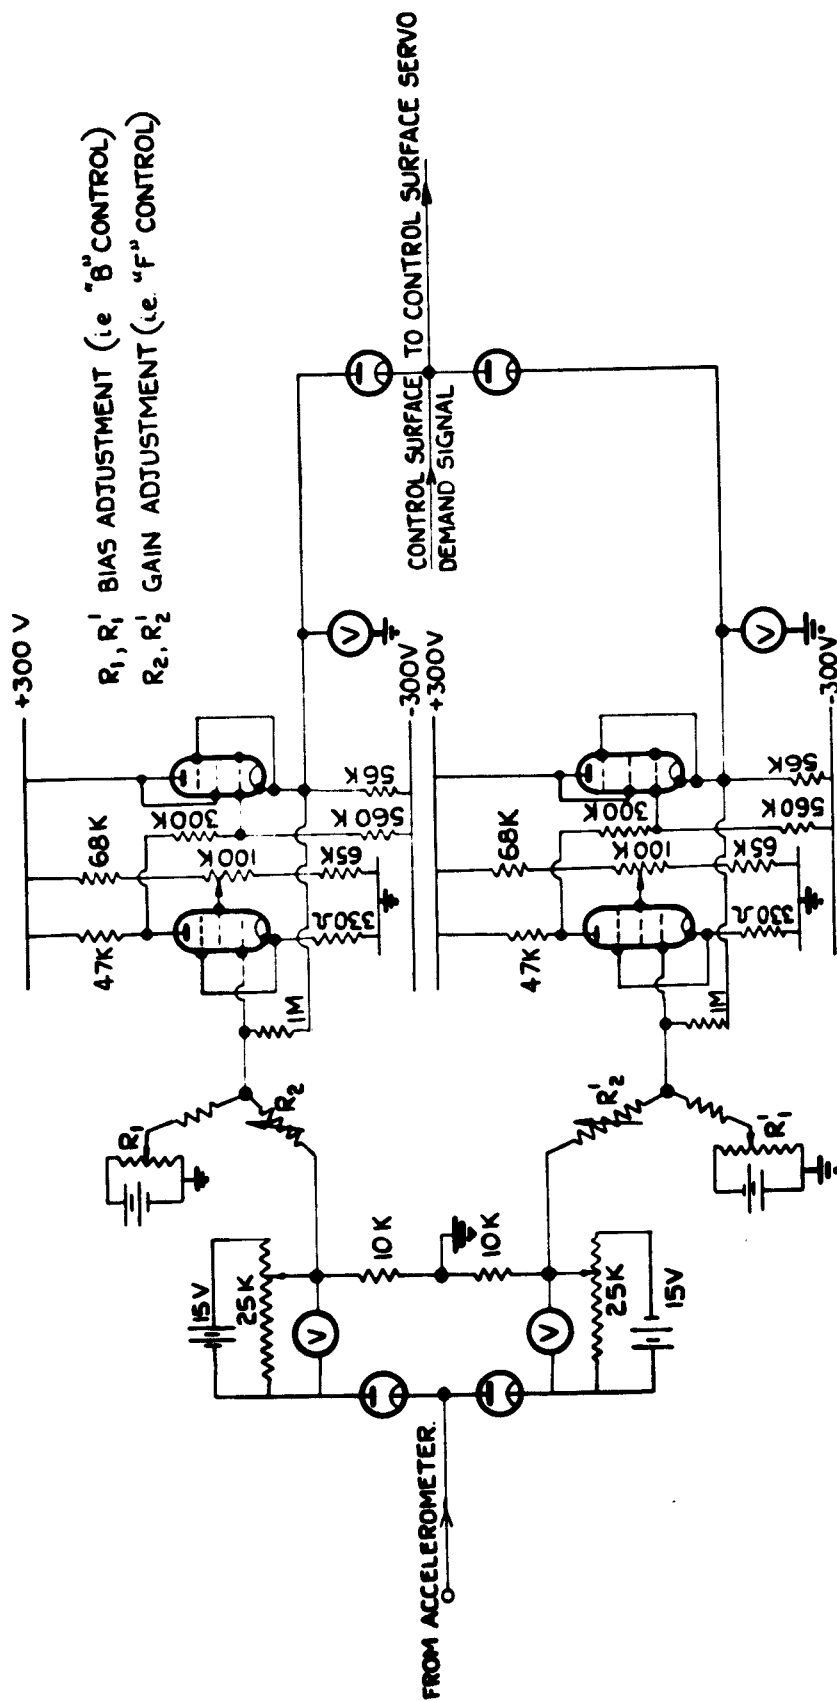 +300 V
R₁, R₁' BIAS ADJUSTMENT (i.e "B" CONTROL)
R₂, R₂' GAIN ADJUSTMENT (i.e. "F" CONTROL)
47K
68K
300K
100K
65K
560K
56K
330Ω
1M
V
-300V
R₁
R₂
15V
25K
V
10K
FROM ACCELEROMETER.
CONTROL SURFACE
DEMAND SIGNAL
TO CONTROL SURFACE SERVO
+300V
10K
V
25K
15V
R₂'
R₁'
47K
68K
300K
100K
65K
560K
56K
330Ω
1M
V
-300V